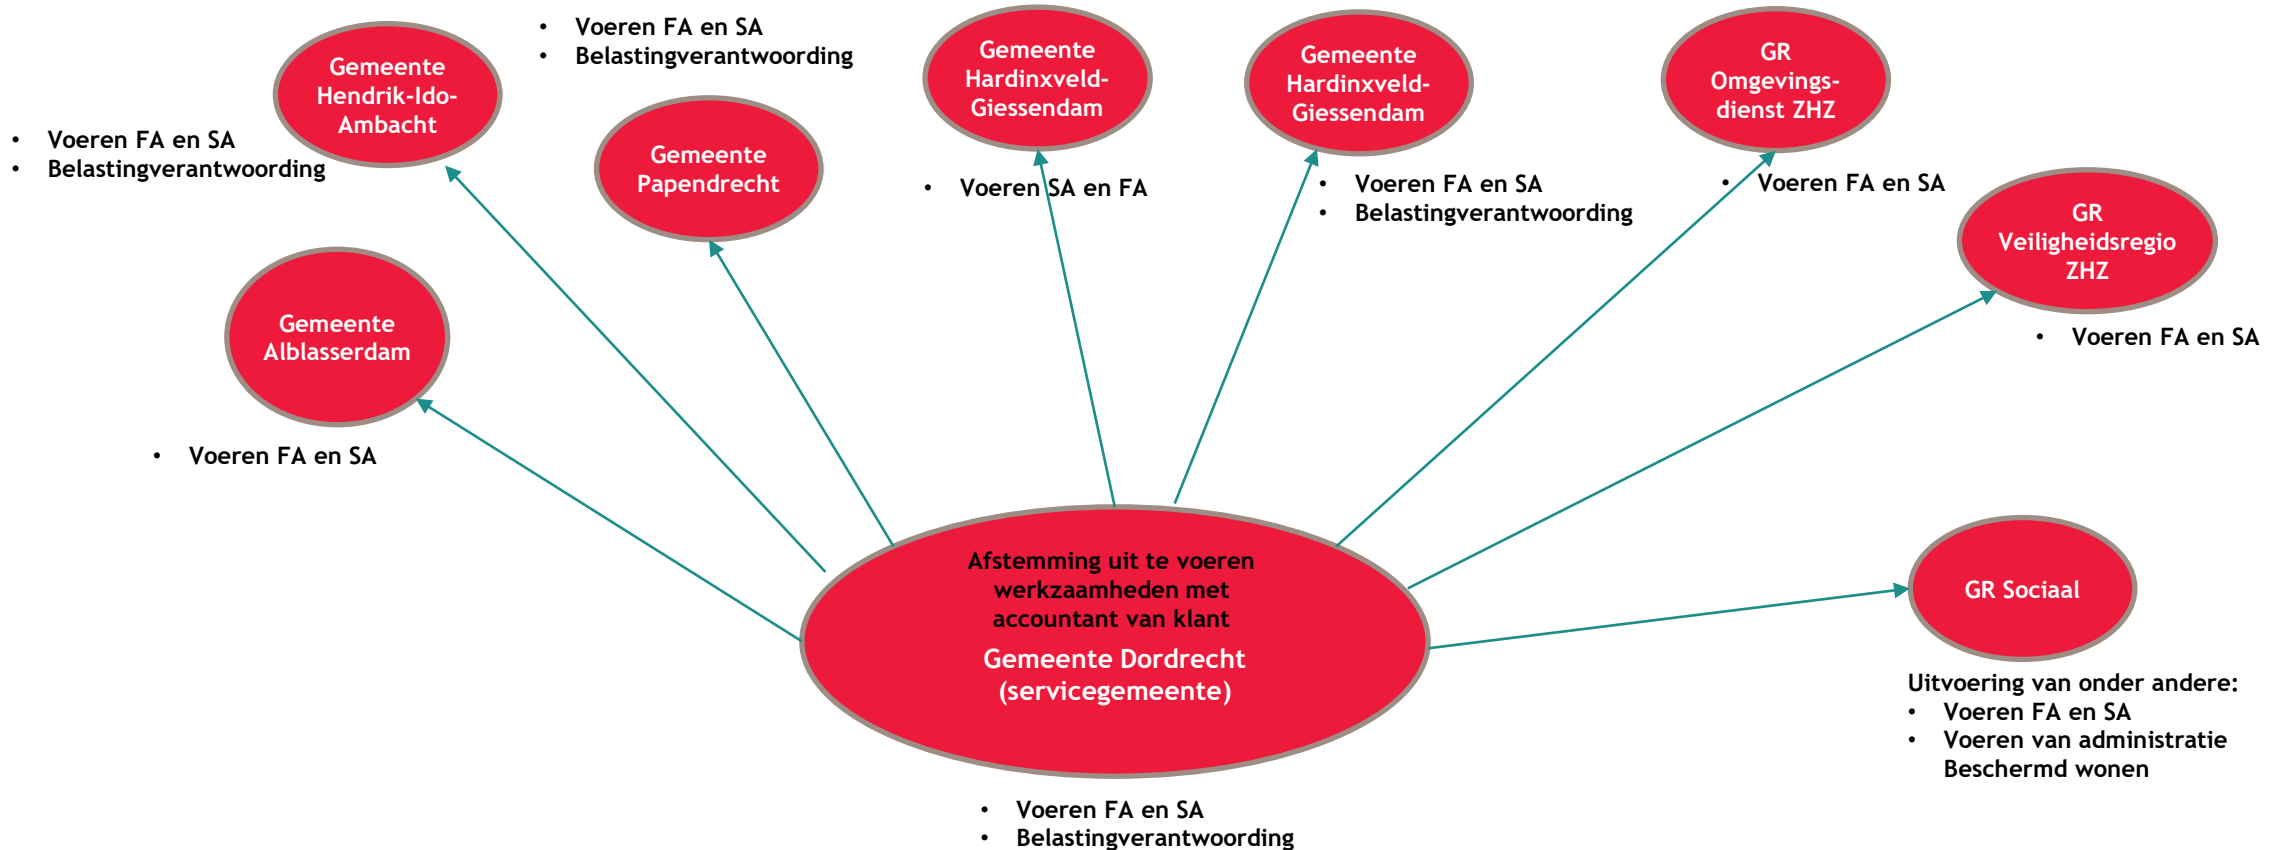 Gemeente
Hendrik-Ido-
Ambacht
• Voeren FA en SA
• Belastingverantwoording
• Voeren FA en SA
• Belastingverantwoording
Gemeente
Papendrecht
Gemeente
Hardinxveld-
Giessendam
• Voeren SA en FA
Gemeente
Hardinxveld-
Giessendam
• Voeren FA en SA
• Belastingverantwoording
GR
Omgevings-
dienst ZHZ
• Voeren FA en SA
GR
Veiligheidsregio
ZHZ
• Voeren FA en SA
Gemeente
Alblasserdam
• Voeren FA en SA
Afstemming uit te voeren
werkzaamheden met
accountant van klant
Gemeente Dordrecht
(servicegemeente)
• Voeren FA en SA
• Belastingverantwoording
GR Sociaal
Uitvoering van onder andere:
• Voeren FA en SA
• Voeren van administratie
Beschermd wonen